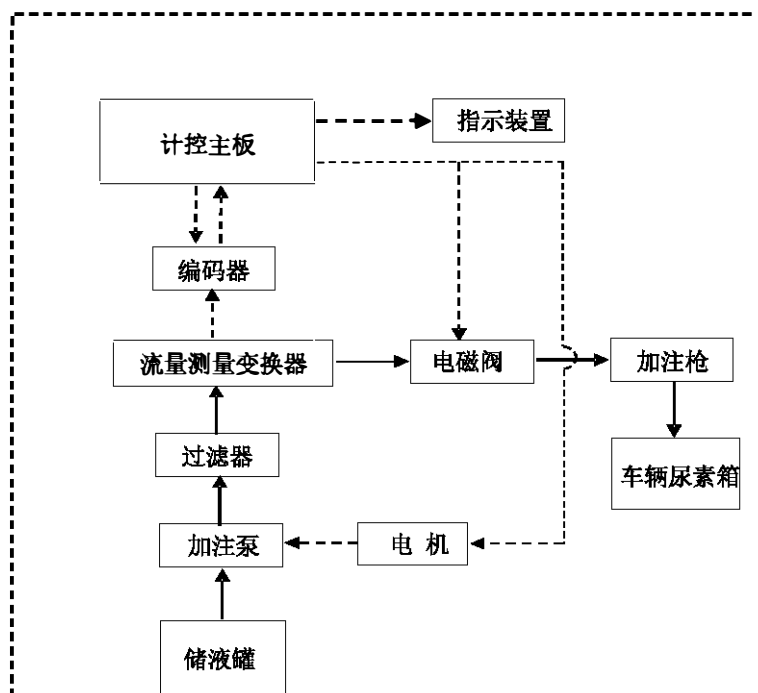 指示装置
计控主板
编码器
流量测量变换器
电磁阀
加注枪
过滤器
车辆尿素箱
加注泵
电 机
储液罐